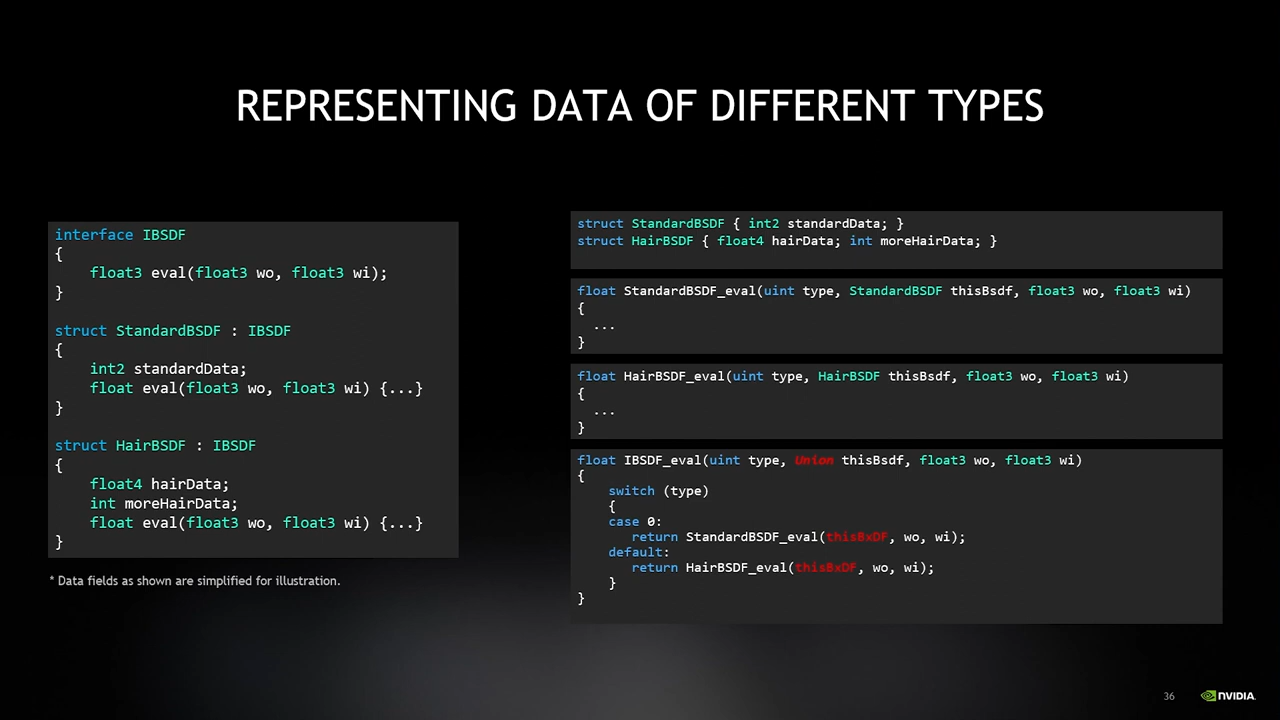 REPRESENTING DATA OF DIFFERENT TYPES
interface IBSDF
{
    float3 eval(float3 wo, float3 wi);
}
struct StandardBSDF : IBSDF
{
    int2 standardData;
    float eval(float3 wo, float3 wi) {...}
}
struct HairBSDF : IBSDF
{
    float4 hairData;
    int moreHairData;
    float eval(float3 wo, float3 wi) {...}
}
* Data fields as shown are simplified for illustration.
struct StandardBSDF { int2 standardData; }
struct HairBSDF { float4 hairData; int moreHairData; }
float StandardBSDF_eval(uint type, StandardBSDF thisBsdf, float3 wo, float3 wi)
{
  ...
}
float HairBSDF_eval(uint type, HairBSDF thisBsdf, float3 wo, float3 wi)
{
  ...
}
float IBSDF_eval(uint type, Union thisBsdf, float3 wo, float3 wi)
{
    switch (type)
    {
    case 0:
       return StandardBSDF_eval(thisBxDF, wo, wi);
    default:
       return HairBSDF_eval(thisBxDF, wo, wi);
    }
}
36
NVIDIA.